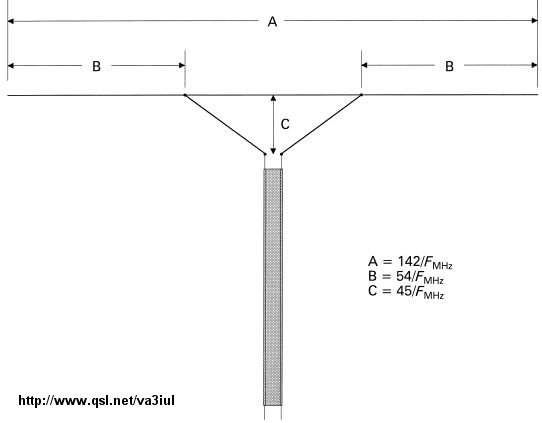 A
B
B
C
A = 142/FMHz
B = 54/FMHz
C = 45/FMHz
http://www.qsl.net/va3iul